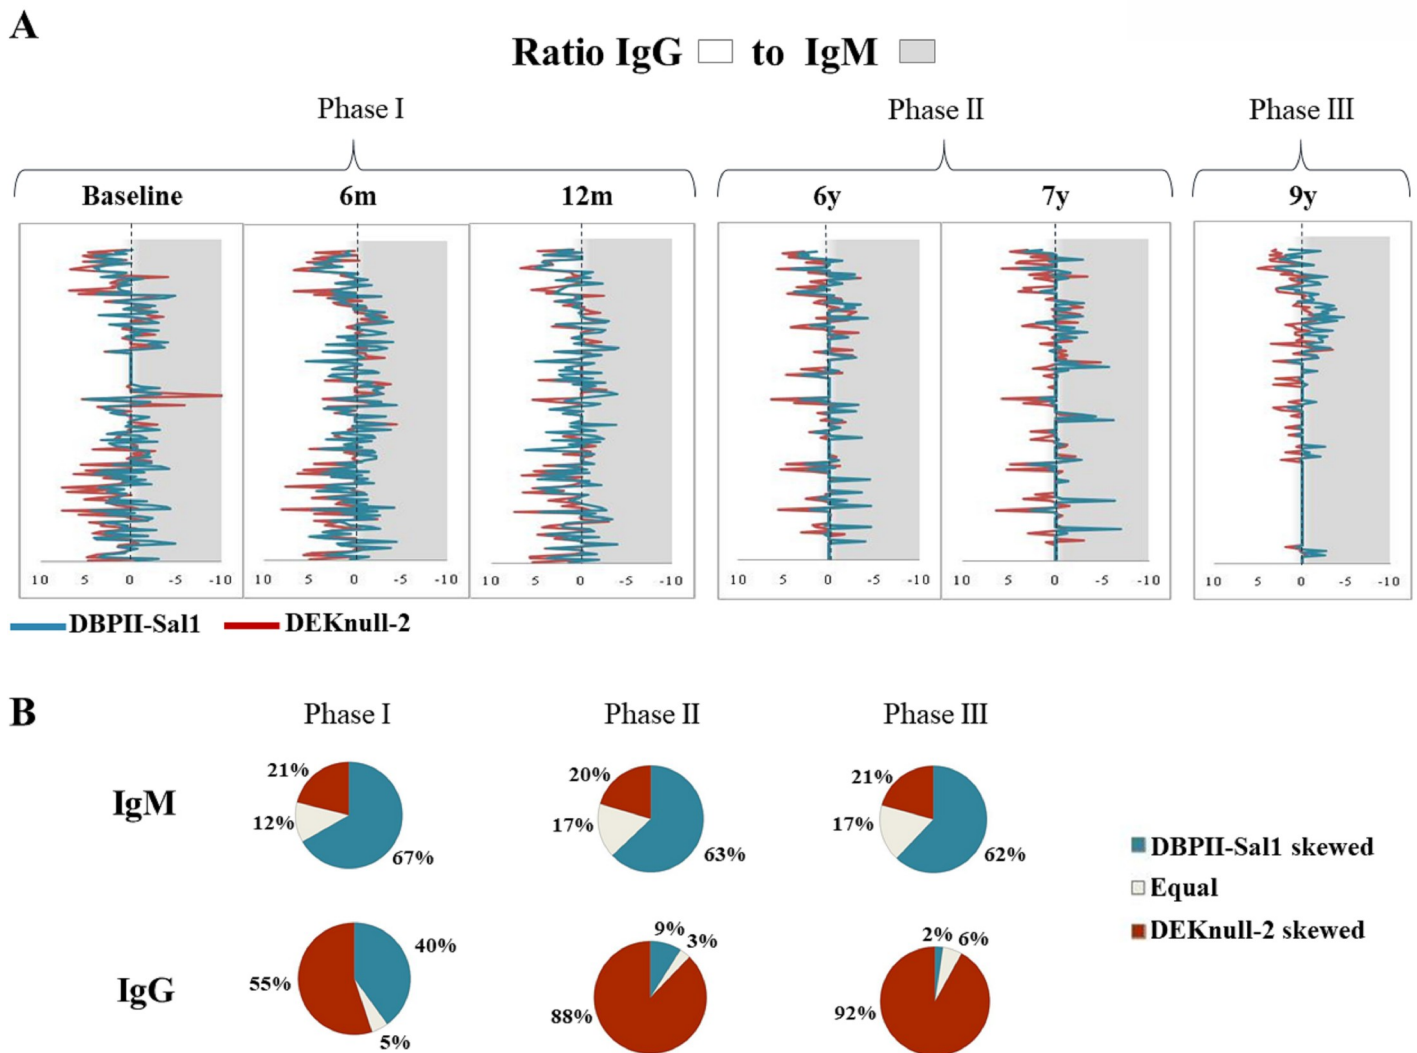 A
Ratio IgG to IgM
Phase I Phase II Phase III
Baseline 6m 12m 6y 7y 9y
10 5 0 -5 -10 10 5 0 -5 -10 10 5 0 -5 -10 10 5 0 -5 -10 10 5 0 -5 -10 10 5 0 -5 -10
DBPII-Sal1 DEKnull-2
B
Phase I Phase II Phase III
IgM
21% 12% 67%
20% 17% 63%
21% 17% 62%
IgG
40% 55% 5%
9% 3% 88%
2% 6% 92%
DBPII-Sal1 skewed
Equal
DEKnull-2 skewed